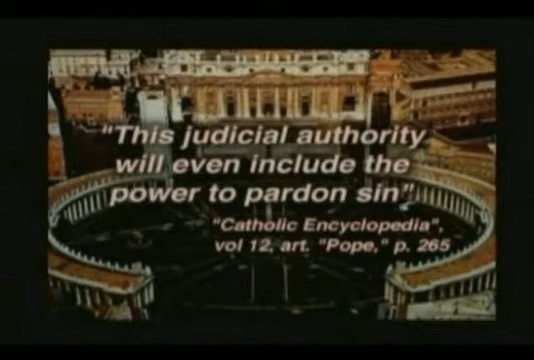 "This judicial authority
will even include the
power to pardon sin"
"Catholic Encyclopedia",
vol 12, art. "Pope," p. 265